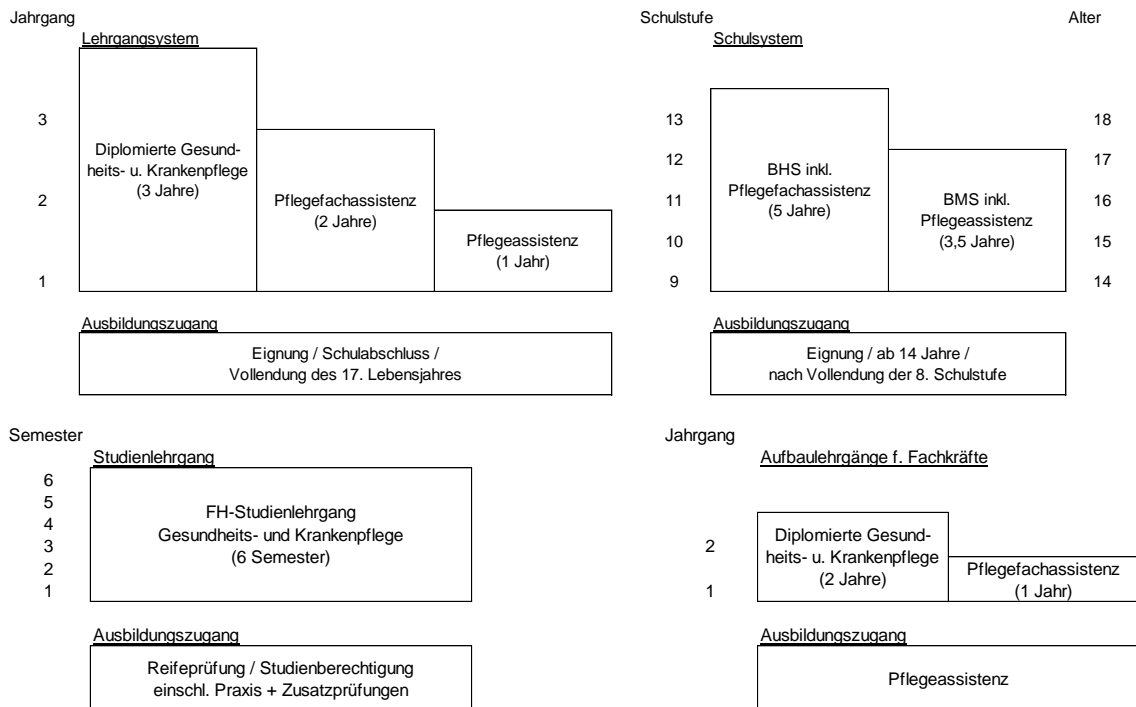 Jahrgang
Lehrgangsystem
3
2
1
Diplomierte Gesund-
heits- u. Krankenpflege
(3 Jahre)
Pflegefachassistenz
(2 Jahre)
Pflegeassistenz
(1 Jahr)
Ausbildungszugang
Eignung / Schulabschluss /
Vollendung des 17. Lebensjahres
Schulstufe
Alter
Schulsystem
13
12
11
10
9
BHS inkl.
Pflegefachassistenz
(5 Jahre)
BMS inkl.
Pflegeassistenz
(3,5 Jahre)
18
17
16
15
14
Ausbildungszugang
Eignung / ab 14 Jahre /
nach Vollendung der 8. Schulstufe
Semester
Studienlehrgang
6
5
4
3
2
1
FH-Studienlehrgang
Gesundheits- und Krankenpflege
(6 Semester)
Ausbildungszugang
Reifeprüfung / Studienberechtigung
einschl. Praxis + Zusatzprüfungen
Jahrgang
Aufbaulehrgänge f. Fachkräfte
2
1
Diplomierte Gesund-
heits- u. Krankenpflege
(2 Jahre)
Pflegefachassistenz
(1 Jahr)
Ausbildungszugang
Pflegeassistenz